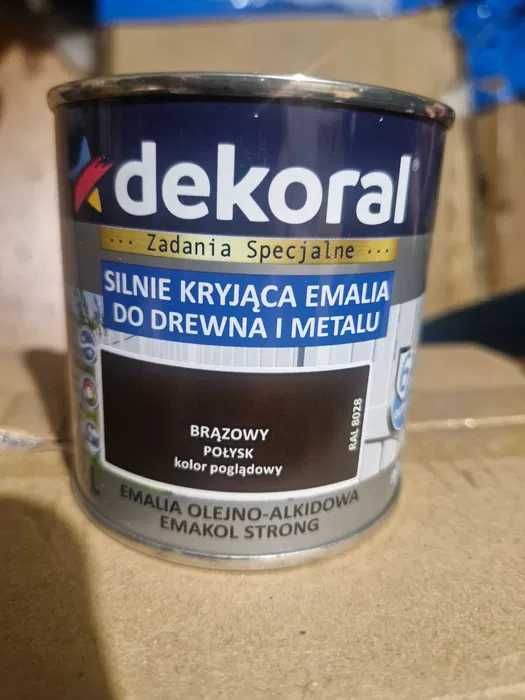 dekoral®
... Zadania Specjalne ...
SILNIE KRYJĄCA EMALIA
DO DREWNA I METALU
BRĄZOWY
POŁYSK
kolor poglądowy
RAL 8028
EMALIA OLEJNO-ALKIDOWA
EMAKOL STRONG